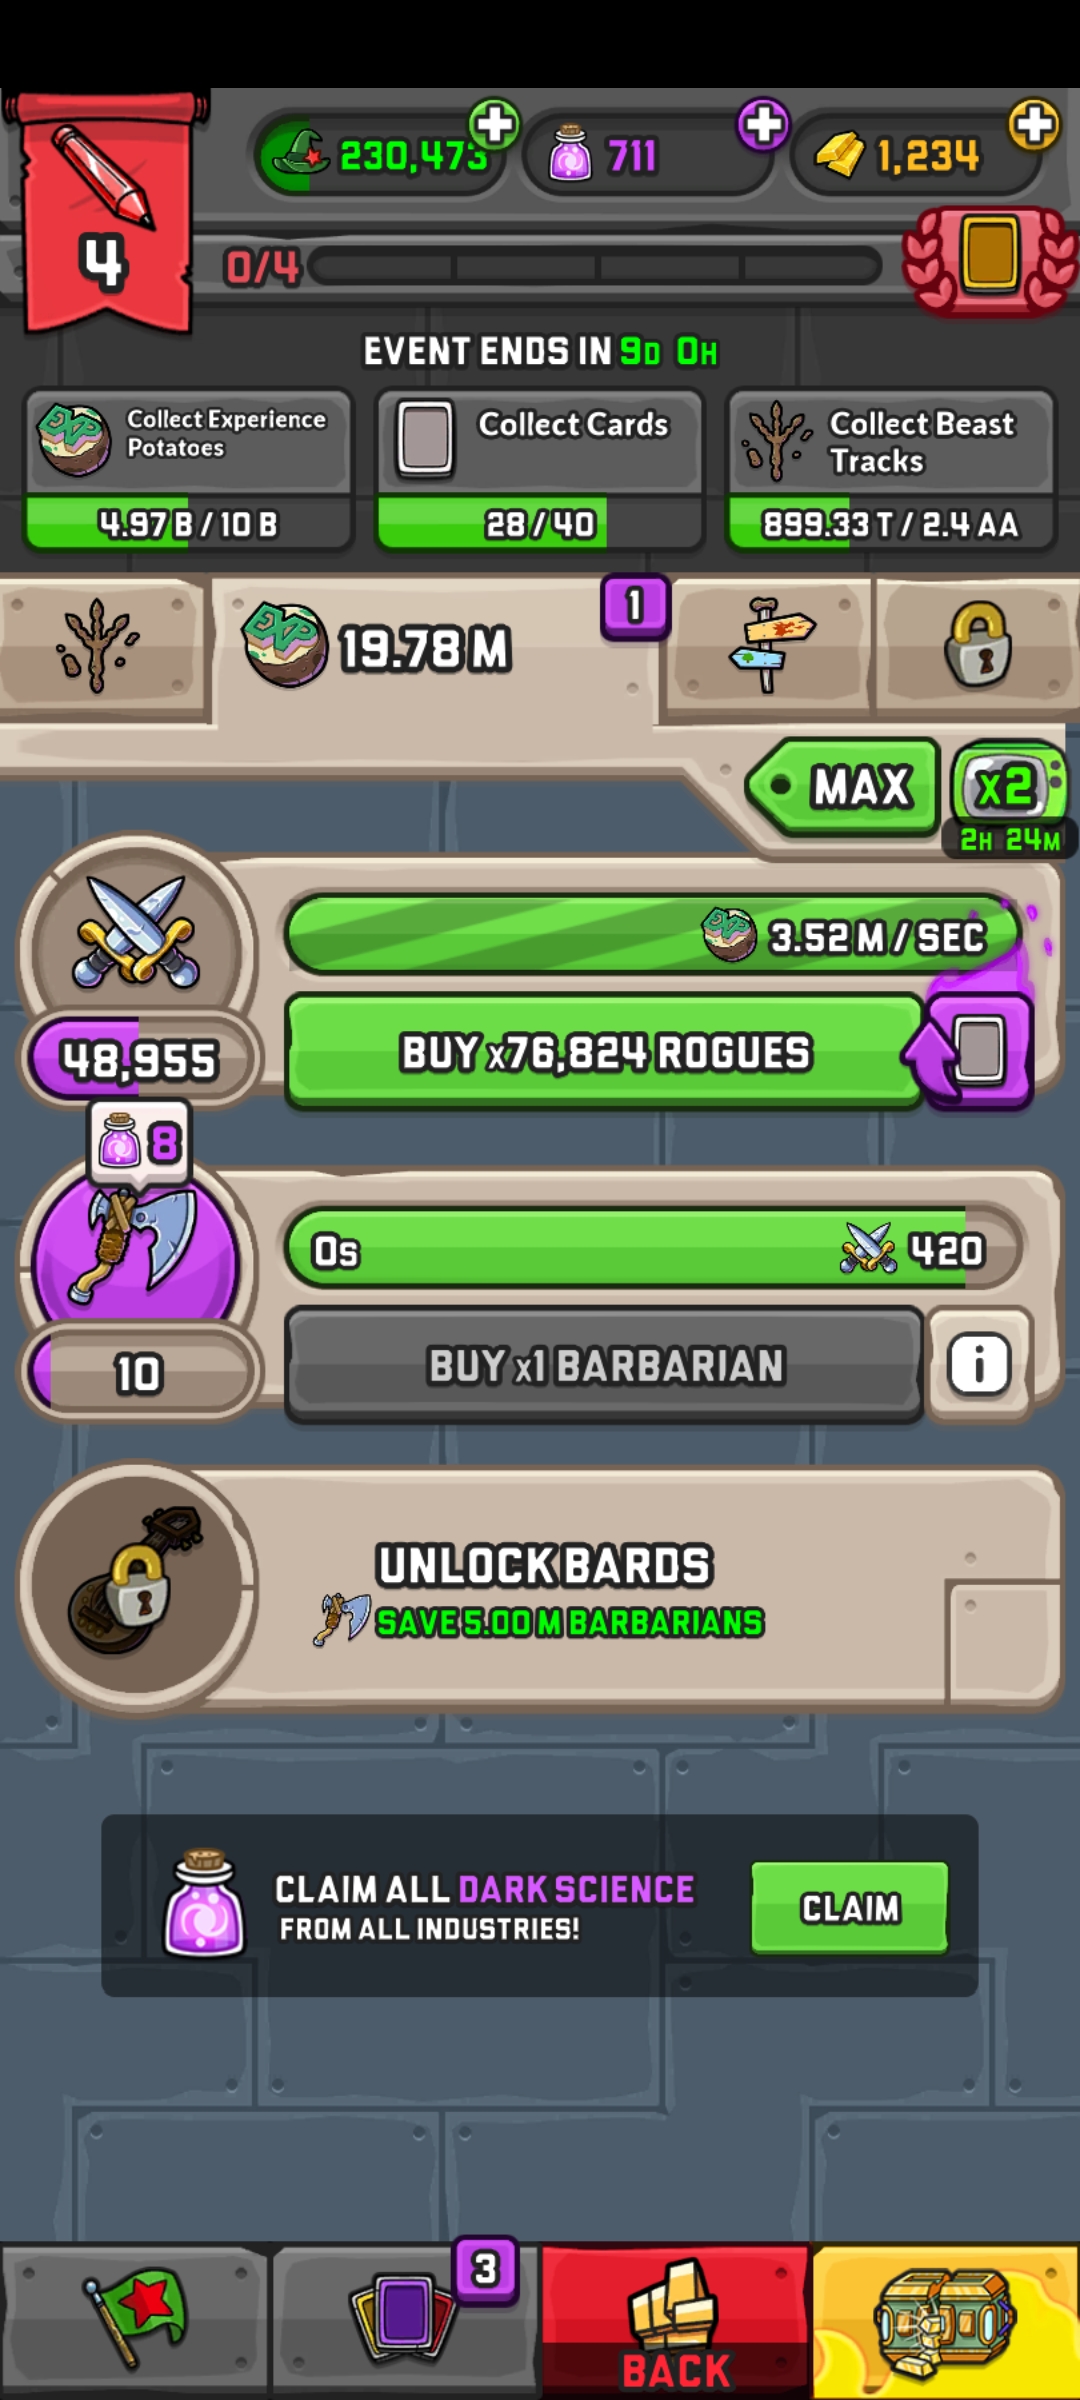 230,473
711
1,234
4
0/4
EVENT ENDS IN 9D 0H
Collect Experience
Potatoes
4.97 B / 10 B
Collect Cards
28 / 40
Collect Beast
Tracks
899.33 T / 2.4 AA
EXP
19.78 M
1
MAX
x2
2H 24M
3.52 M / SEC
48,955
BUY x76,824 ROGUES
8
0s
420
10
BUY x1 BARBARIAN
i
UNLOCK BARDS
SAVE 5.00 M BARBARIANS
CLAIM ALL DARK SCIENCE
FROM ALL INDUSTRIES!
CLAIM
3
BACK